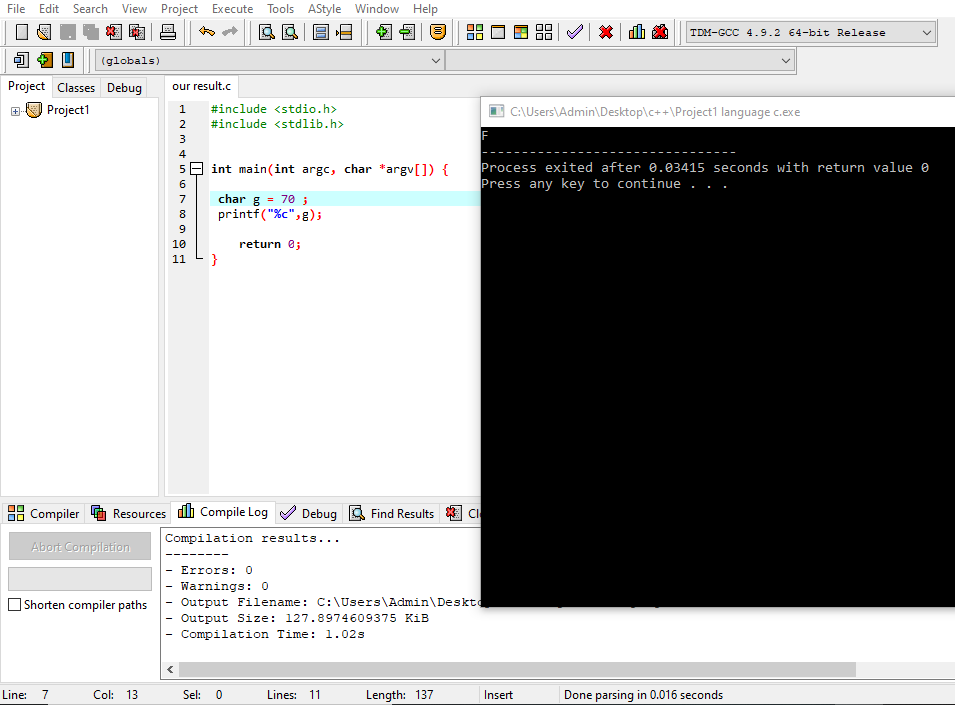 File Edit Search View Project Execute Tools AStyle Window Help
TDM-GCC 4.9.2 64-bit Release
(globals)
Project Classes Debug
Project1
our result.c
1 #include <stdio.h>
2 #include <stdlib.h>
3
4
5 int main(int argc, char *argv[]) {
6
7 char g = 70 ;
8 printf("%c",g);
9
10 return 0;
11 }
C:\Users\Admin\Desktop\c++\Project1 language c.exe
F
--------------------------------
Process exited after 0.03415 seconds with return value 0
Press any key to continue . . .
Compiler Resources Compile Log Debug Find Results
Abort Compilation
Shorten compiler paths
Compilation results...
--------
- Errors: 0
- Warnings: 0
- Output Filename: C:\Users\Admin\Deskto
- Output Size: 127.8974609375 KiB
- Compilation Time: 1.02s
Line: 7 Col: 13 Sel: 0 Lines: 11 Length: 137 Insert Done parsing in 0.016 seconds